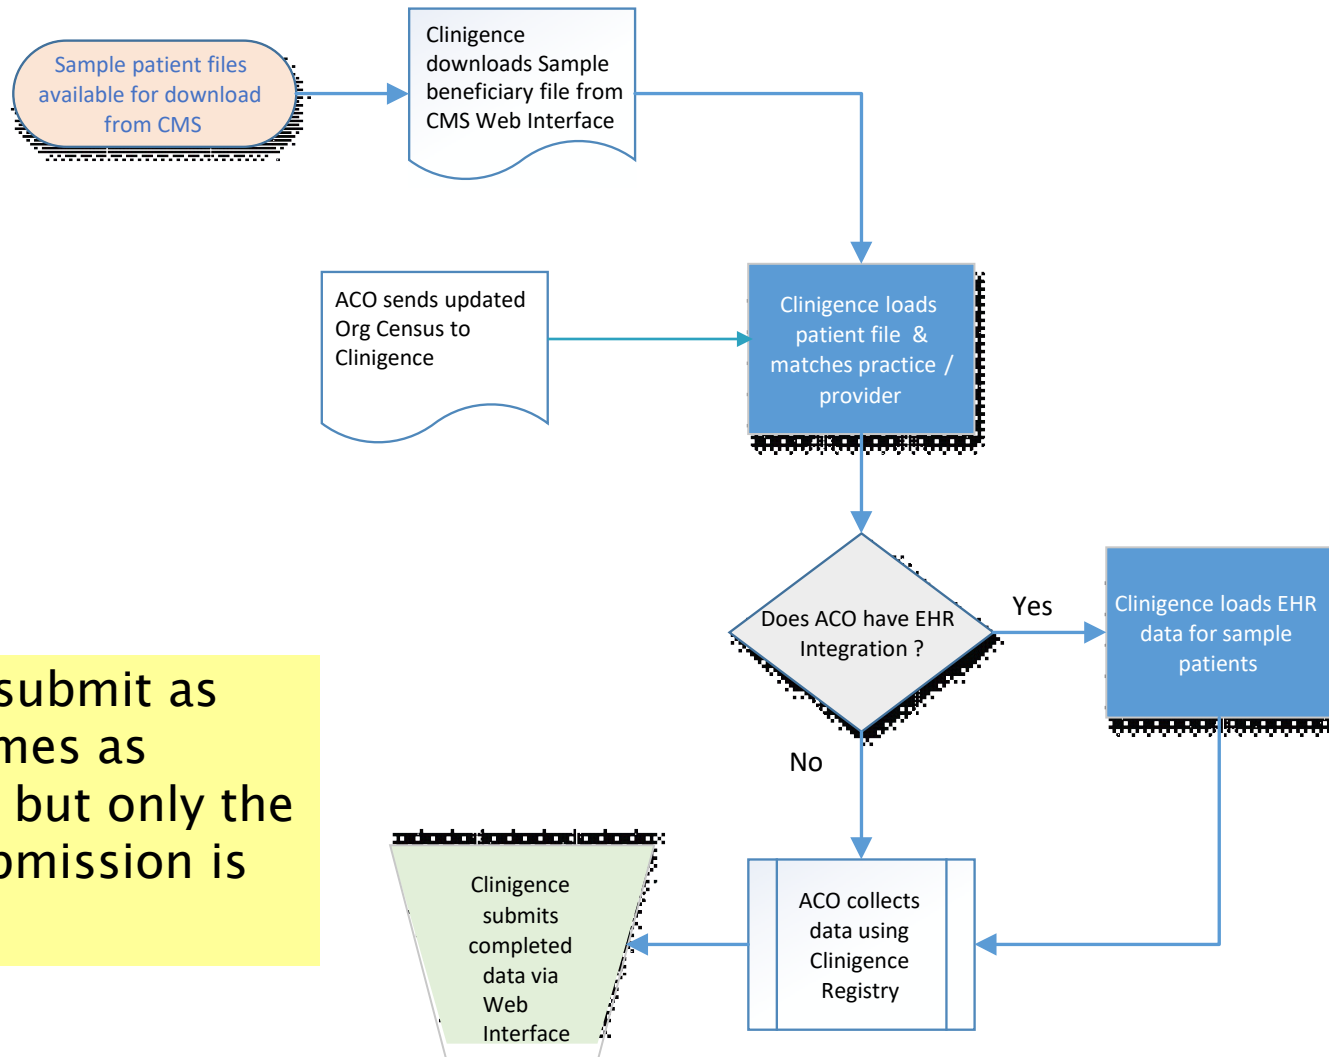 Sample patient files
available for download
from CMS
Clinigence
downloads Sample
beneficiary file from
CMS Web Interface
ACO sends updated
Org Census to
Clinigence
Clinigence loads
patient file &
matches practice /
provider
Does ACO have EHR
Integration ?
Yes
Clinigence loads EHR
data for sample
patients
No
submit as
mes as
but only the
omission is
Clinigence
submits
completed
data via
Web
Interface
ACO collects
data using
Clinigence
Registry